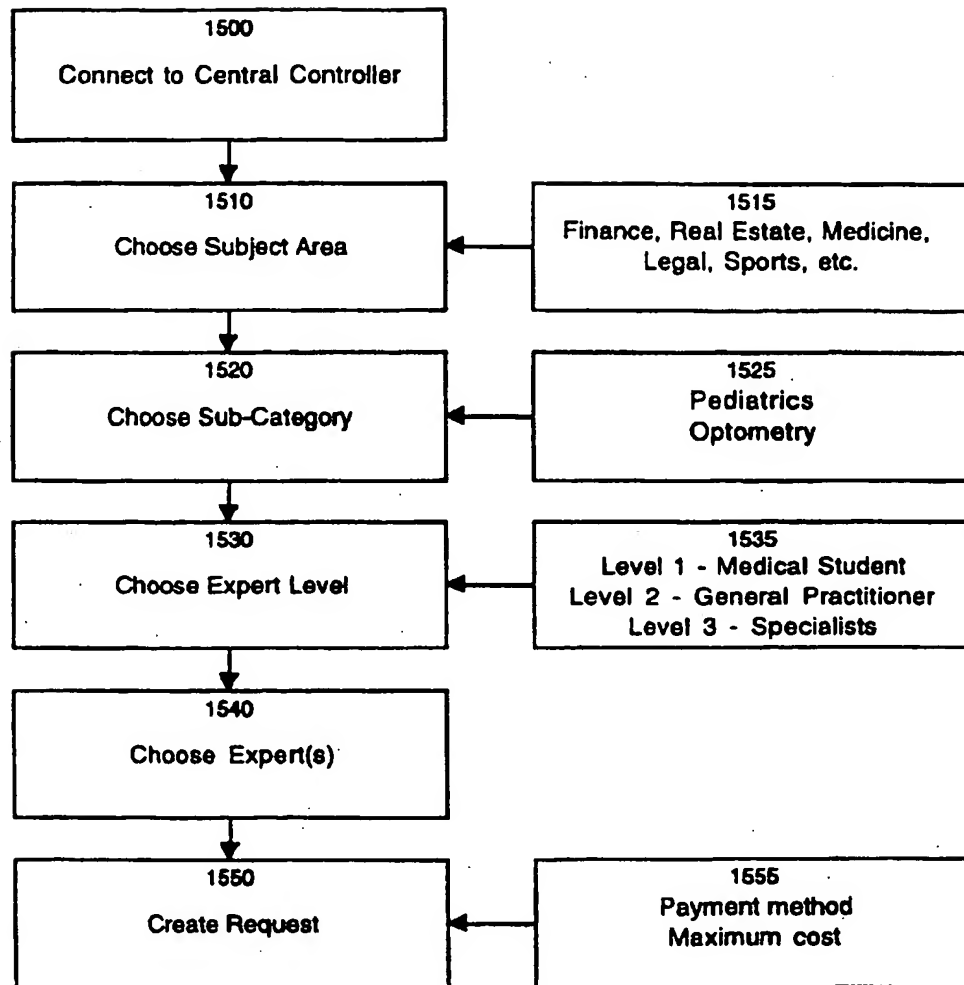 1500
Connect to Central Controller
1510
Choose Subject Area
1515
Finance, Real Estate, Medicine,
Legal, Sports, etc.
1520
Choose Sub-Category
1525
Pediatrics
Optometry
1530
Choose Expert Level
1535
Level 1 - Medical Student
Level 2 - General Practitioner
Level 3 - Specialists
1540
Choose Expert(s)
1550
Create Request
1555
Payment method
Maximum cost